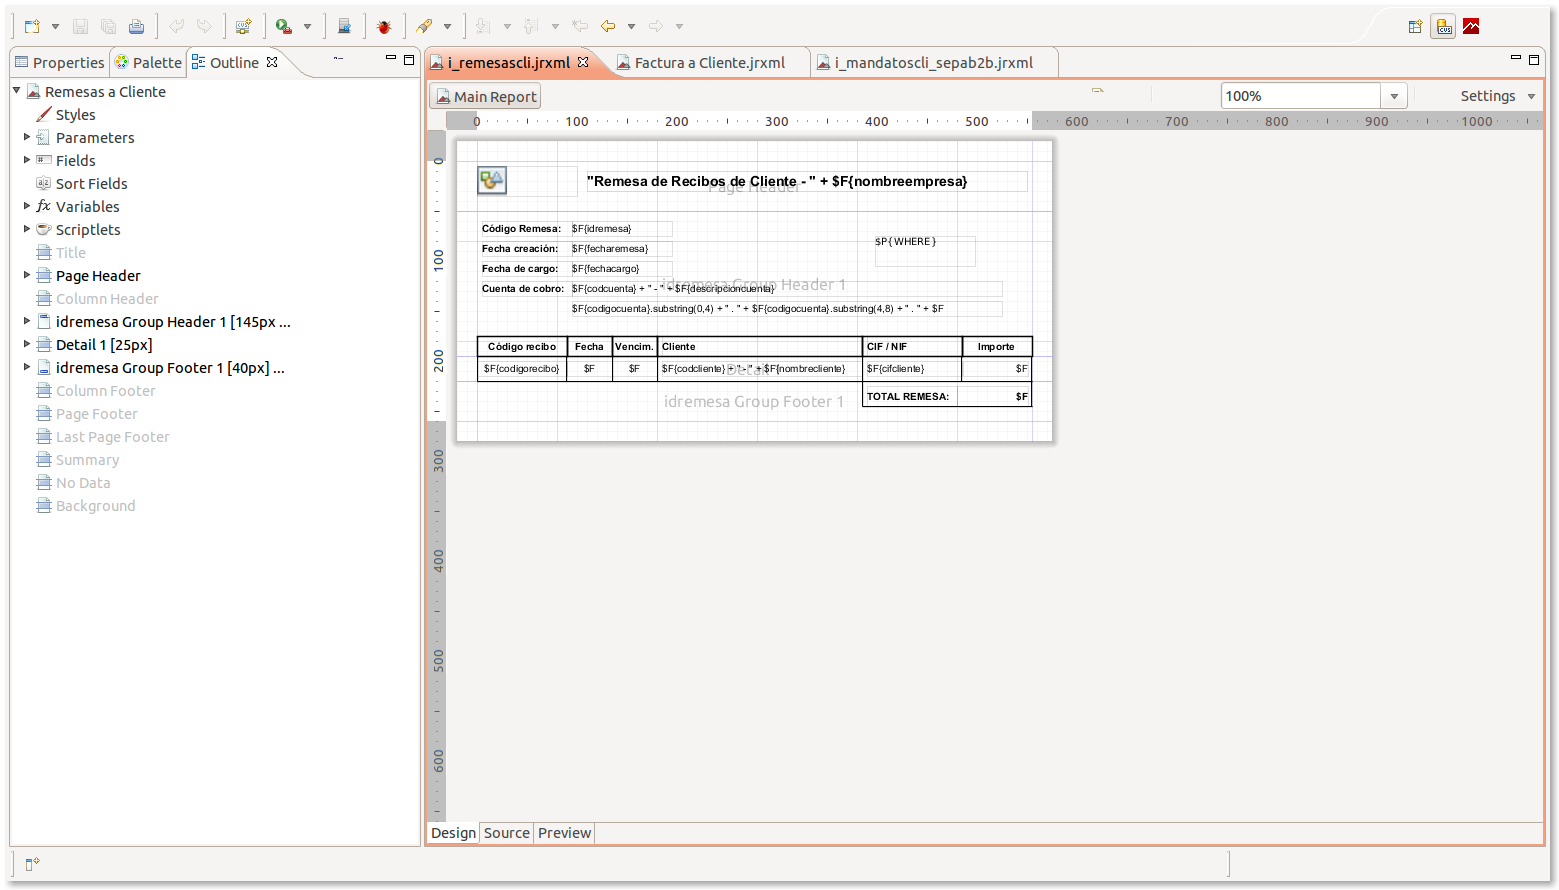 Properties Palette Outline
i_remesascli.jrxml Factura a Cliente.jrxml i_mandatoscli_sepab2b.jrxml
Remesas a Cliente
Styles
Parameters
Fields
Sort Fields
Variables
Scriptlets
Title
Page Header
Column Header
idremesa Group Header 1 [145px ...
Detail 1 [25px]
idremesa Group Footer 1 [40px] ...
Column Footer
Page Footer
Last Page Footer
Summary
No Data
Background
Main Report 100% Settings
0 100 200 300 400 500 600 700 800 900 1000
0
100
200
300
400
500
600
"Remesa de Recibos de Cliente - " + $F{nombreempresa}
Page Header
Código Remesa: $F{idremesa}
Fecha creación: $F{fecharemesa}
$P{WHERE}
Fecha de cargo: $F{fechacargo}
idremesa Group Header 1
Cuenta de cobro: $F{codcuenta} + " - " + $F{descripcioncuenta}
$F{codigocuenta}.substring(0,4) + " . " + $F{codigocuenta}.substring(4,8) + " . " + $F
Código recibo Fecha Vencim. Cliente CIF / NIF Importe
$F{codigorecibo} $F $F $F{codcliente} + " - " + $F{nombrecliente} $F{cifcliente} $F
Detail
TOTAL REMESA: $F
idremesa Group Footer 1
Design Source Preview